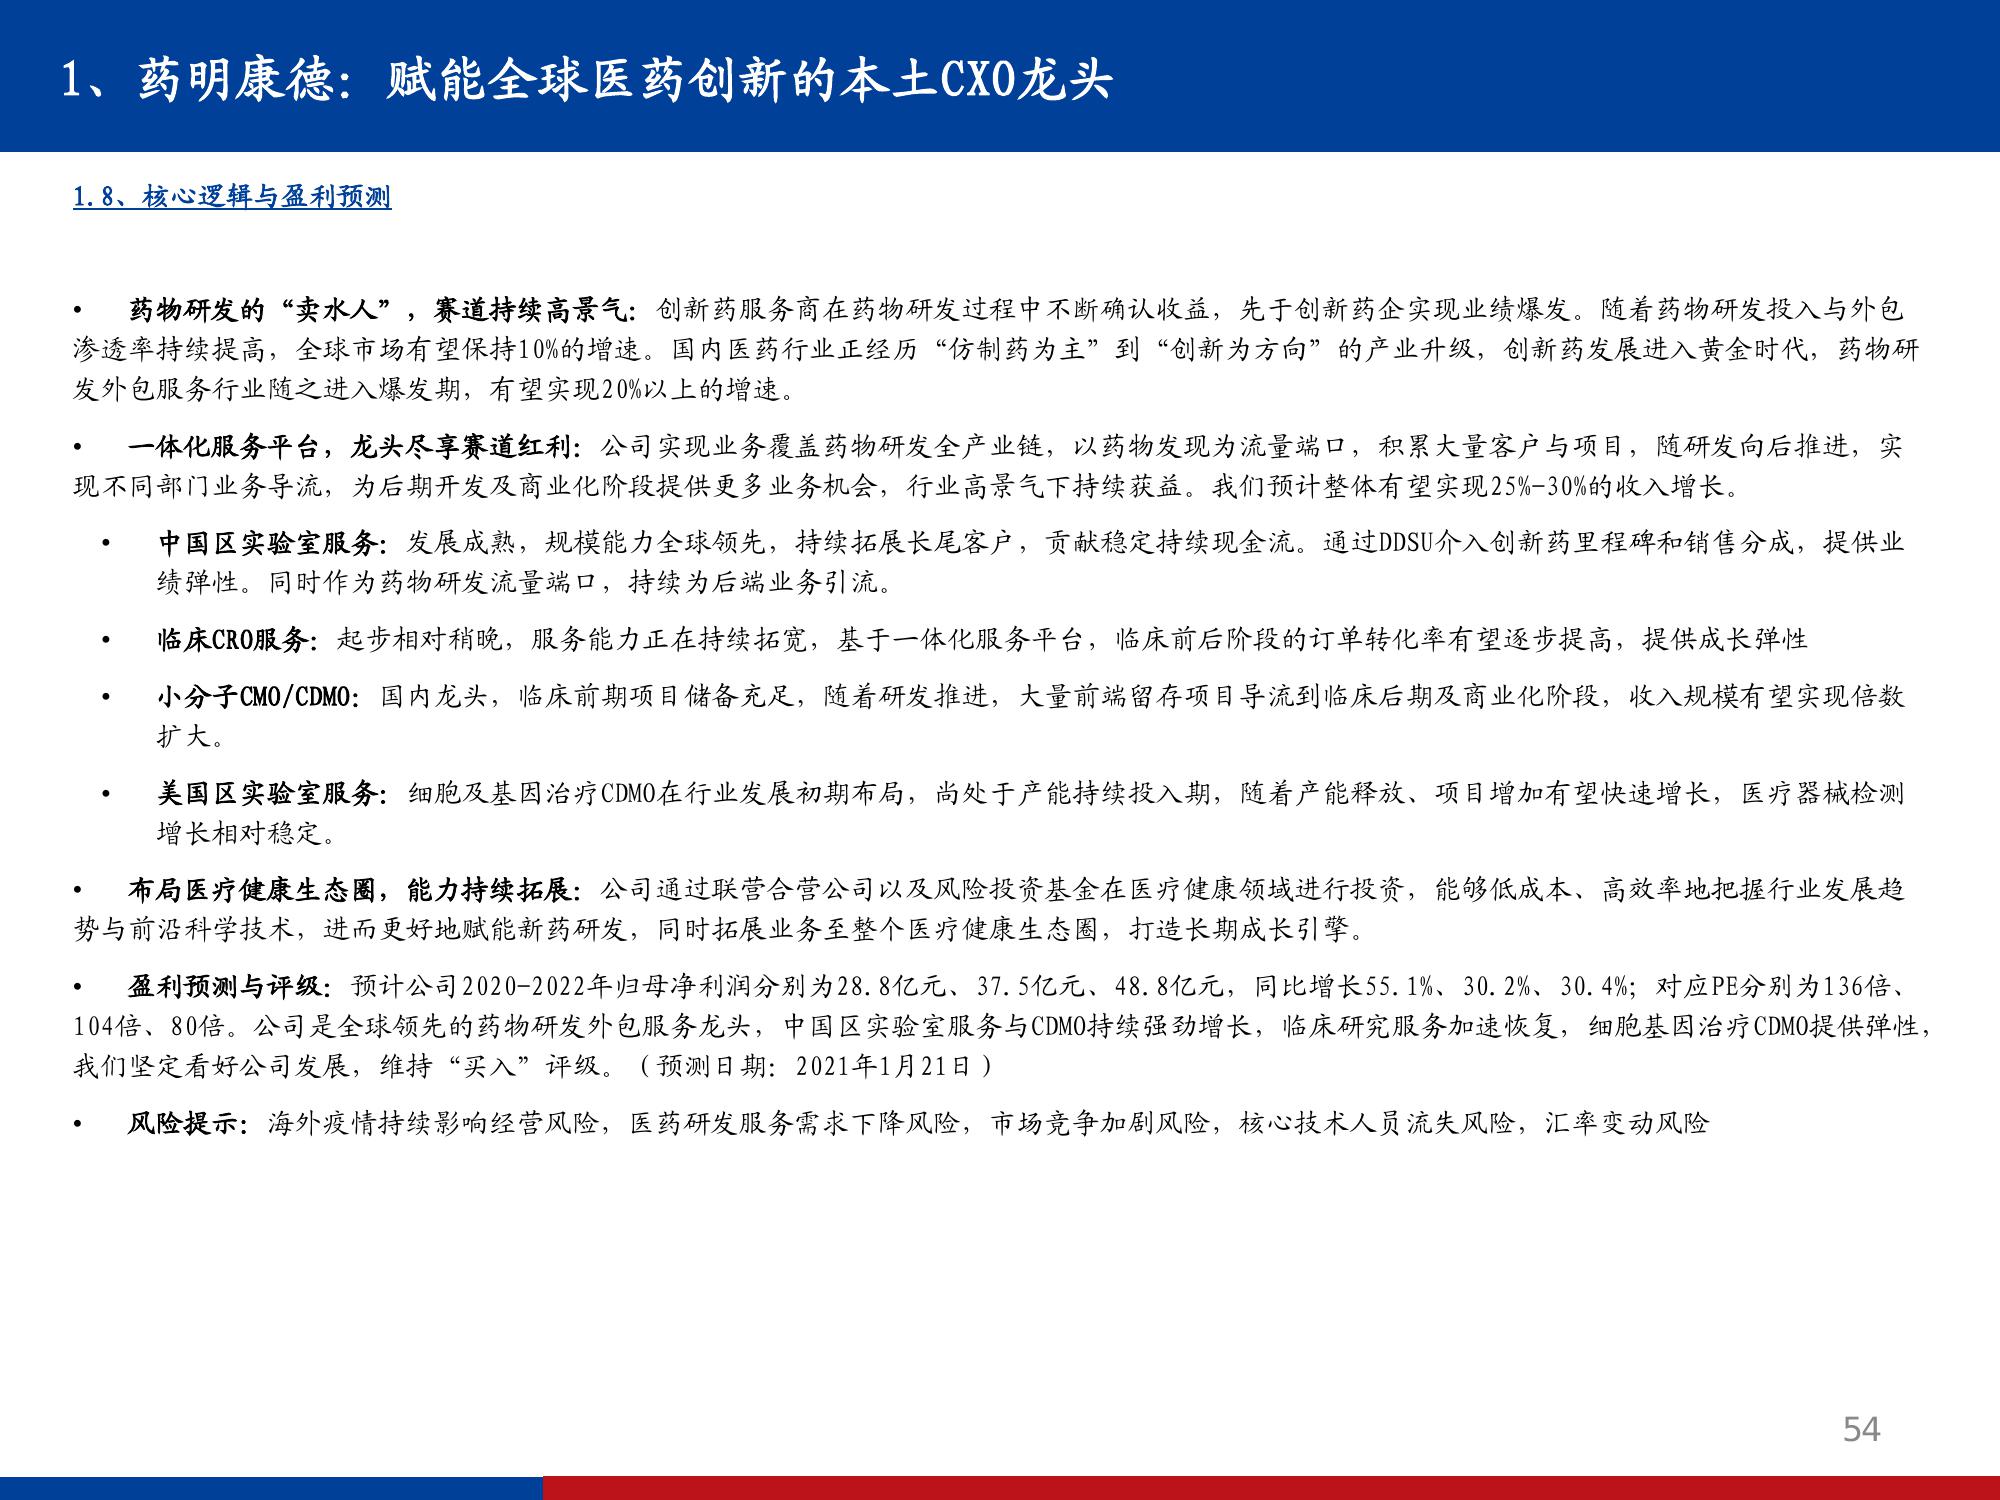 1、药明康德：赋能全球医药创新的本土CXO龙头
1.8、核心逻辑与盈利预测
• 药物研发的“卖水人”，赛道持续高景气：创新药服务商在药物研发过程中不断确认收益，先于创新药企实现业绩爆发。随着药物研发投入与外包
渗透率持续提高，全球市场有望保持10%的增速。国内医药行业正经历“仿制药为主”到“创新为方向”的产业升级，创新药发展进入黄金时代，药物研
发外包服务行业随之进入爆发期，有望实现20%以上的增速。
• 一体化服务平台，龙头尽享赛道红利：公司实现业务覆盖药物研发全产业链，以药物发现为流量端口，积累大量客户与项目，随研发向后推进，实
现不同部门业务导流，为后期开发及商业化阶段提供更多业务机会，行业高景气下持续获益。我们预计整体有望实现25%-30%的收入增长。
• 中国区实验室服务：发展成熟，规模能力全球领先，持续拓展长尾客户，贡献稳定持续现金流。通过DDSU介入创新药里程碑和销售分成，提供业
绩弹性。同时作为药物研发流量端口，持续为后端业务引流。
• 临床CRO服务：起步相对稍晚，服务能力正在持续拓宽，基于一体化服务平台，临床前后阶段的订单转化率有望逐步提高，提供成长弹性
• 小分子CMO/CDMO：国内龙头，临床前期项目储备充足，随着研发推进，大量前端留存项目导流到临床后期及商业化阶段，收入规模有望实现倍数
扩大。
• 美国区实验室服务：细胞及基因治疗CDMO在行业发展初期布局，尚处于产能持续投入期，随着产能释放、项目增加有望快速增长，医疗器械检测
增长相对稳定。
• 布局医疗健康生态圈，能力持续拓展：公司通过联营合营公司以及风险投资基金在医疗健康领域进行投资，能够低成本、高效率地把握行业发展趋
势与前沿科学技术，进而更好地赋能新药研发，同时拓展业务至整个医疗健康生态圈，打造长期成长引擎。
• 盈利预测与评级：预计公司2020-2022年归母净利润分别为28.8亿元、37.5亿元、48.8亿元，同比增长55.1%、30.2%、30.4%；对应PE分别为136倍、
104倍、80倍。公司是全球领先的药物研发外包服务龙头，中国区实验室服务与CDMO持续强劲增长，临床研究服务加速恢复，细胞基因治疗CDMO提供弹性，
我们坚定看好公司发展，维持“买入”评级。（预测日期：2021年1月21日）
• 风险提示：海外疫情持续影响经营风险，医药研发服务需求下降风险，市场竞争加剧风险，核心技术人员流失风险，汇率变动风险
54